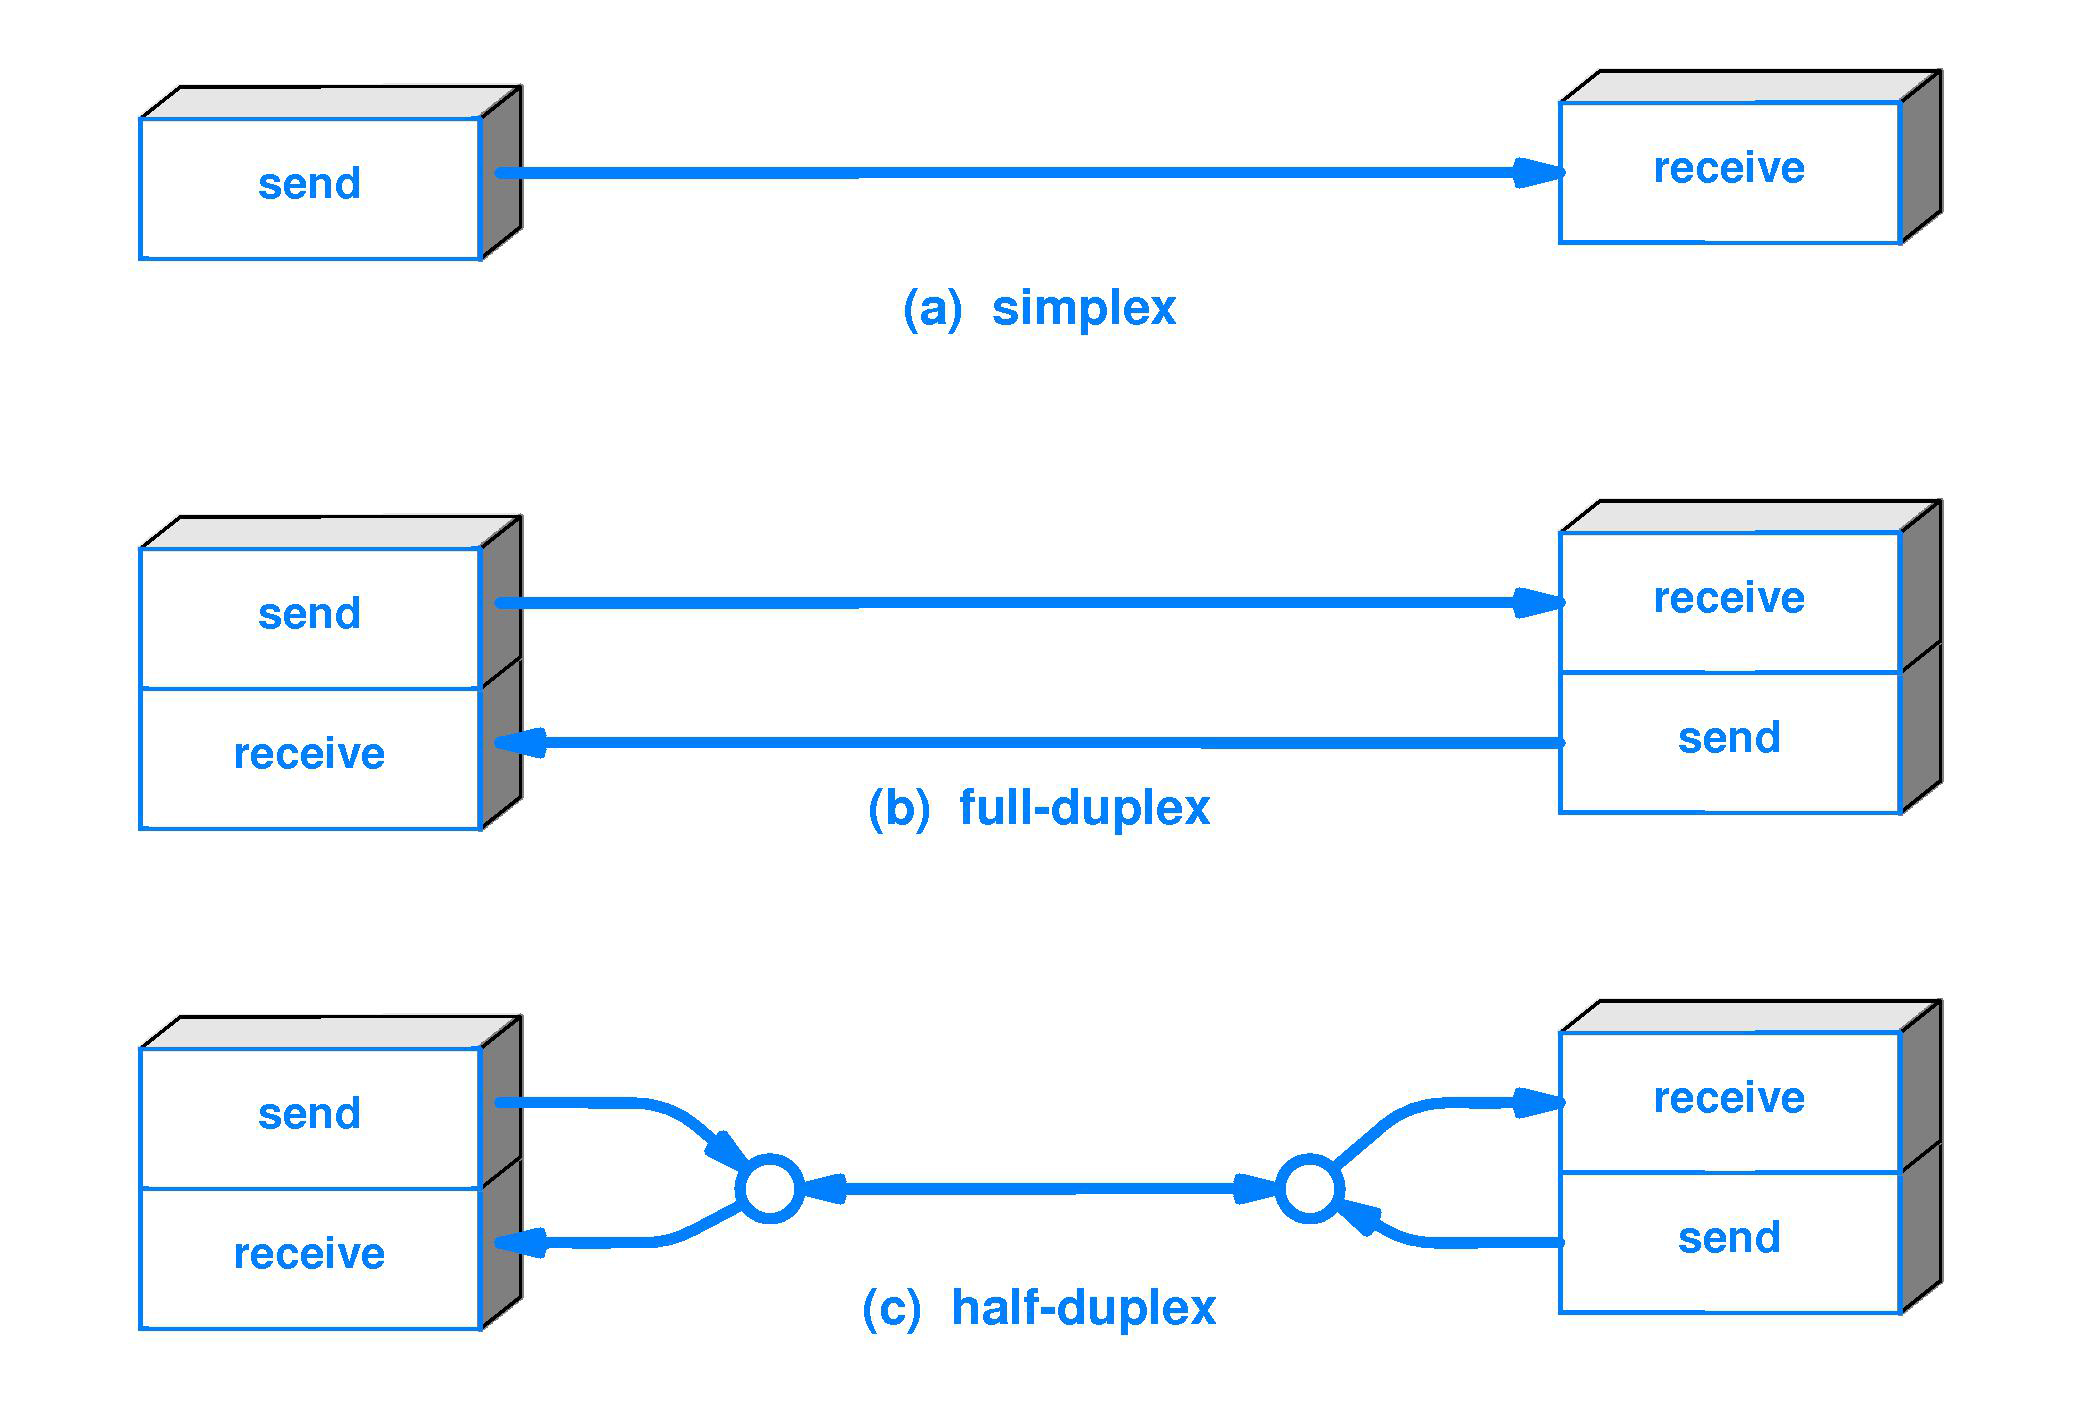 send
receive
(a) simplex
send
receive
receive
send
(b) full-duplex
send
receive
receive
send
(c) half-duplex